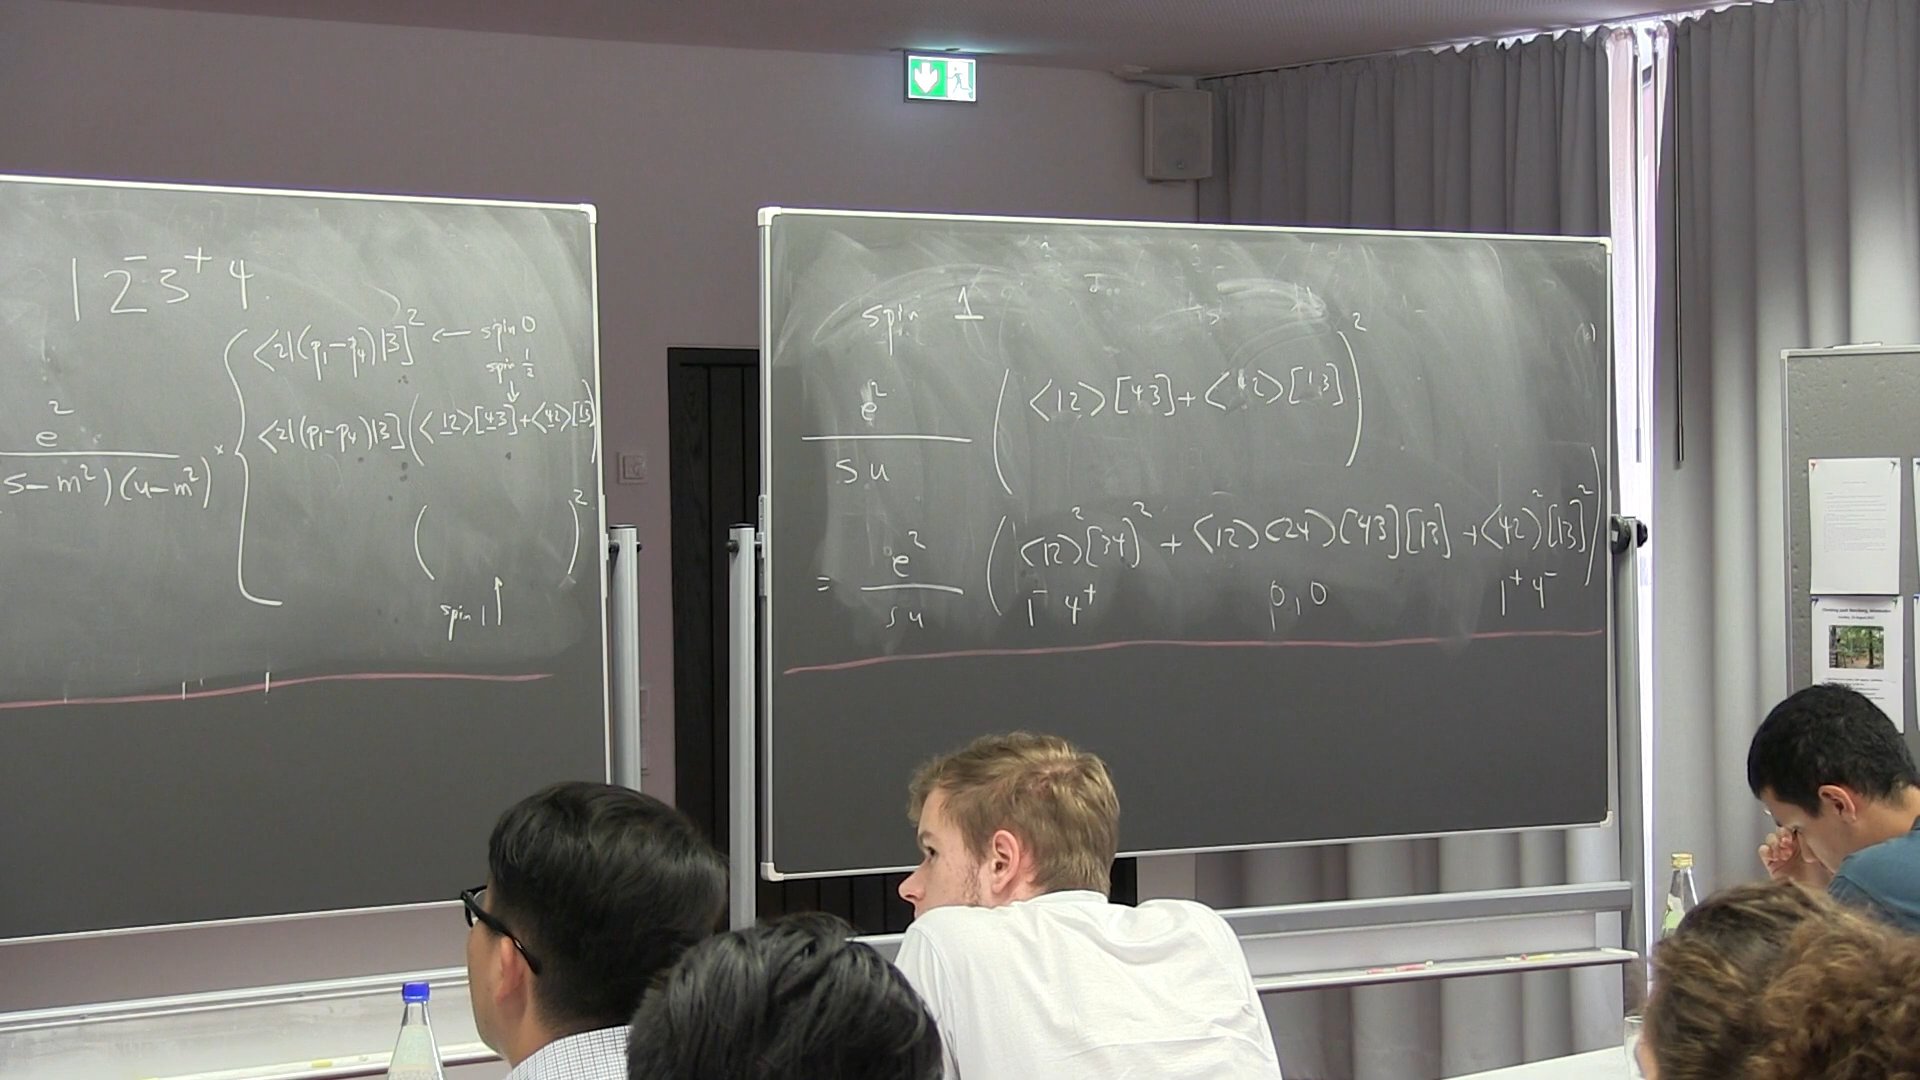 1 2⁻ 3⁺ 4
⟨2|(p₁-p₄)|3]² ← spin 0
spin 1/2 ↓
e² / (s-m²)(u-m²) × { ⟨2|(p₁-p₄)|3] (⟨12⟩[43]+⟨42⟩[13]
( )²
spin 1 ↑
spin 1
e² / su (⟨12⟩[43]+⟨42⟩[13])²
= e² / su (⟨12⟩²[34]² + ⟨12⟩⟨24⟩[43][13] + ⟨42⟩²[13]²)
1⁻ 4⁺ 0,0 1⁺ 4⁻